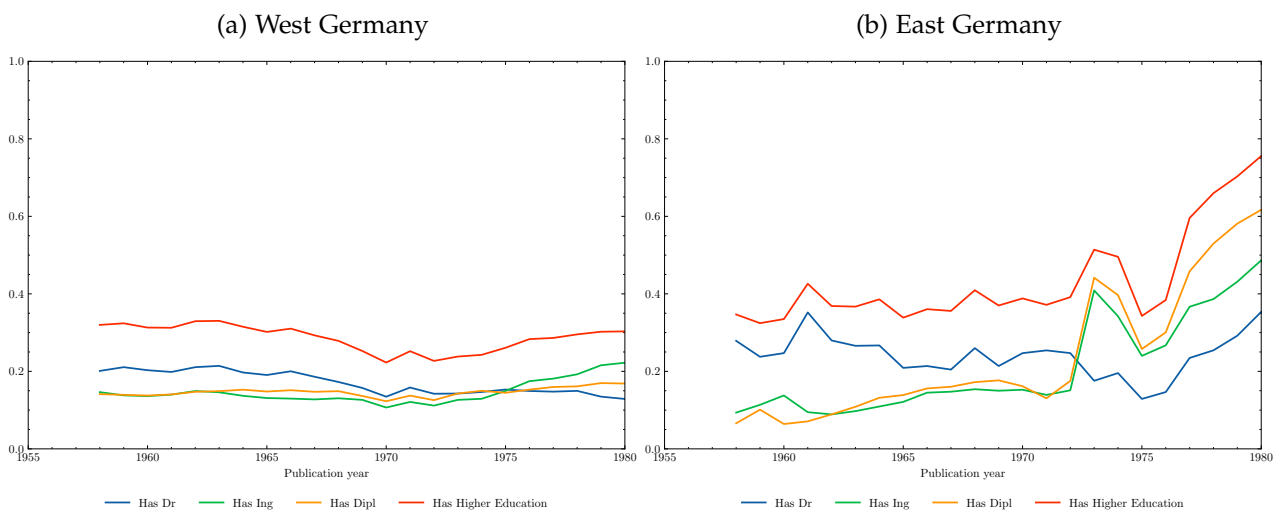 (a) West Germany
1.0
0.8
0.6
0.4
0.2
0.0
1955 1960 1965 1970 1975 1980
Publication year
Has Dr Has Ing Has Dipl Has Higher Education
(b) East Germany
1.0
0.8
0.6
0.4
0.2
0.0
1955 1960 1965 1970 1975 1980
Publication year
Has Dr Has Ing Has Dipl Has Higher Education